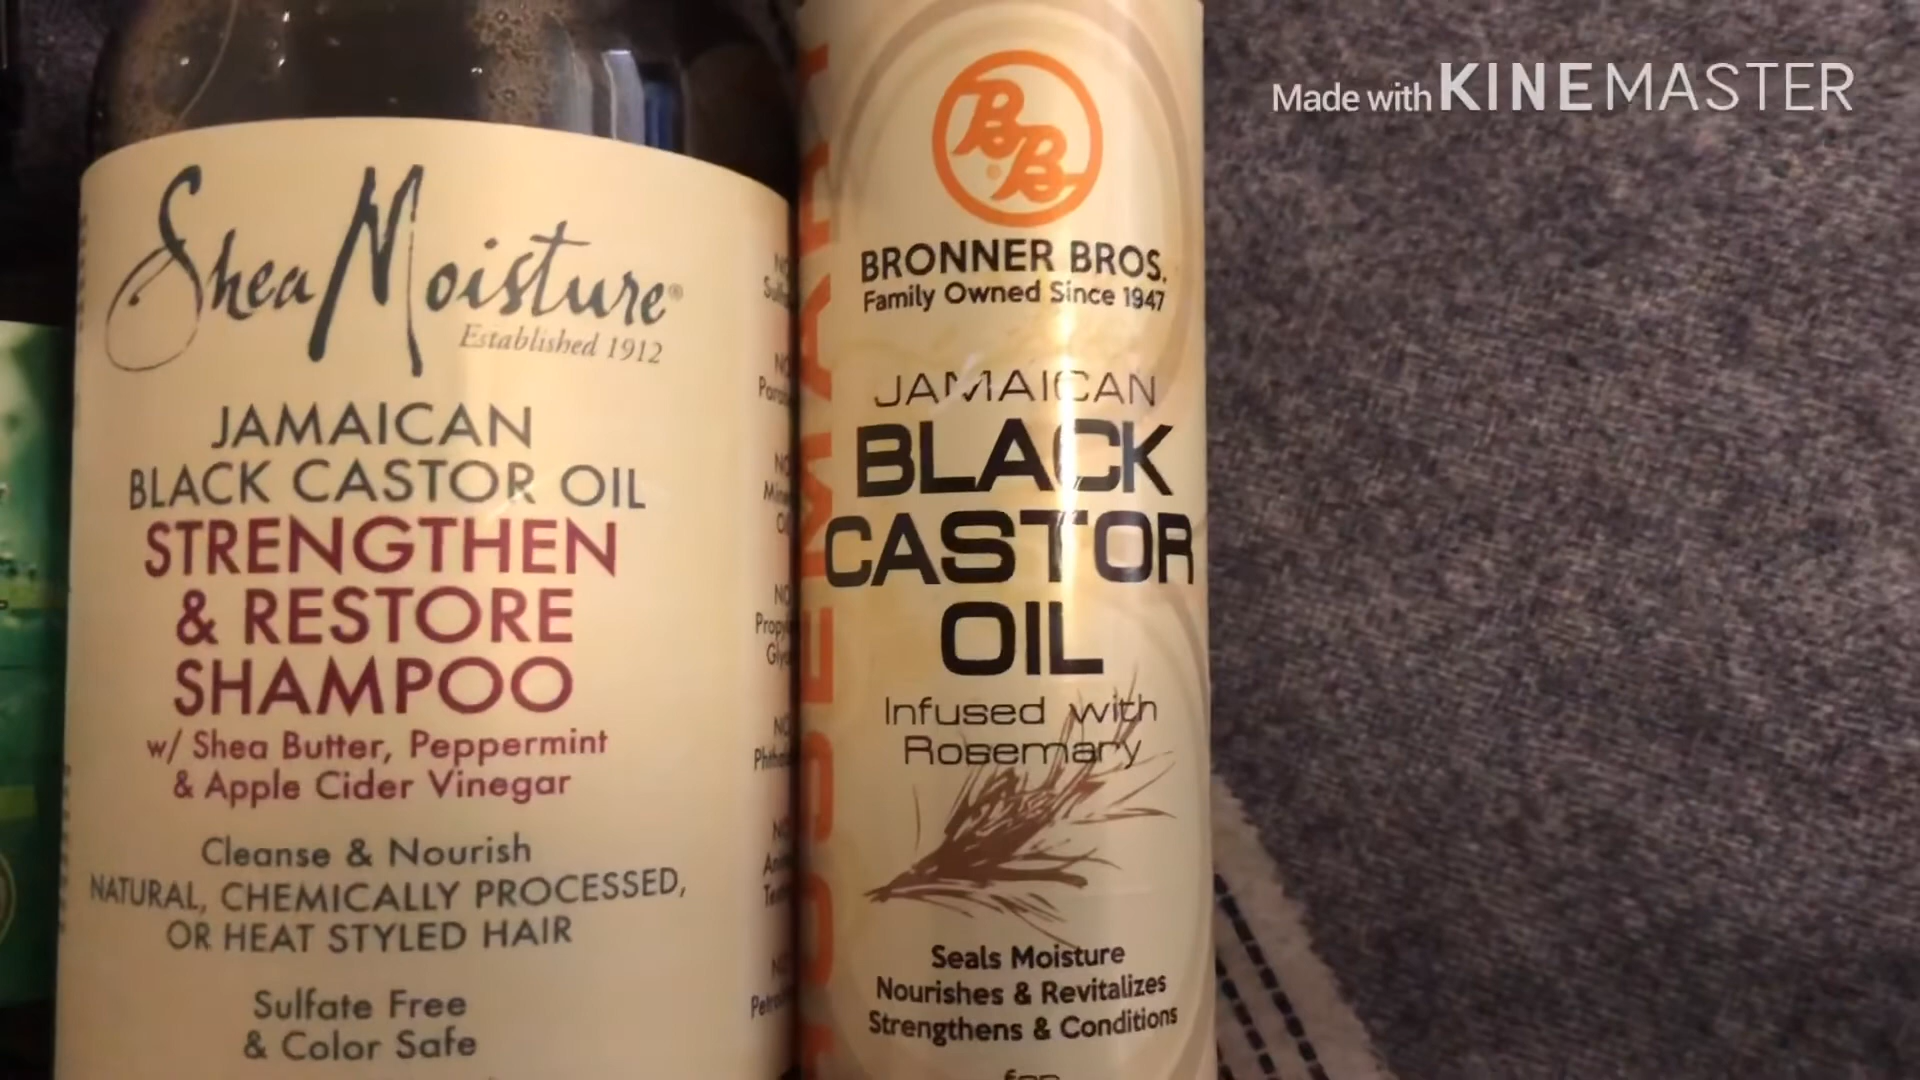 Made with KINEMASTER
Shea Moisture®
Established 1912
JAMAICAN
BLACK CASTOR OIL
STRENGTHEN
& RESTORE
SHAMPOO
w/ Shea Butter, Peppermint
& Apple Cider Vinegar
Cleanse & Nourish
NATURAL, CHEMICALLY PROCESSED,
OR HEAT STYLED HAIR
Sulfate Free
& Color Safe
BB
BRONNER BROS.
Family Owned Since 1947
JAMAICAN
BLACK
CASTOR
OIL
Infused with
Rosemary
Seals Moisture
Nourishes & Revitalizes
Strengthens & Conditions